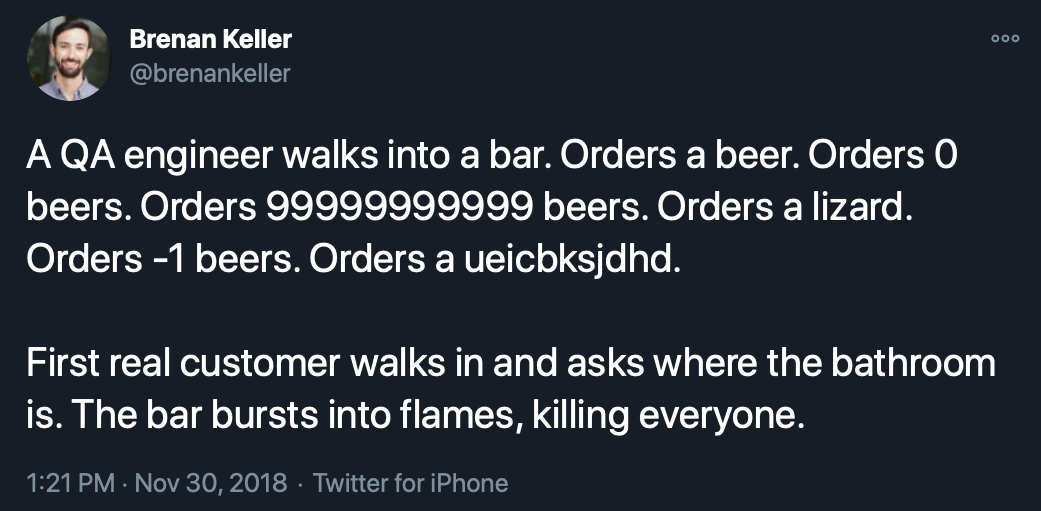 Brenan Keller
@brenankeller
A QA engineer walks into a bar. Orders a beer. Orders 0
beers. Orders 99999999999 beers. Orders a lizard.
Orders -1 beers. Orders a ueicbksjdhd.
First real customer walks in and asks where the bathroom
is. The bar bursts into flames, killing everyone.
1:21 PM · Nov 30, 2018 · Twitter for iPhone